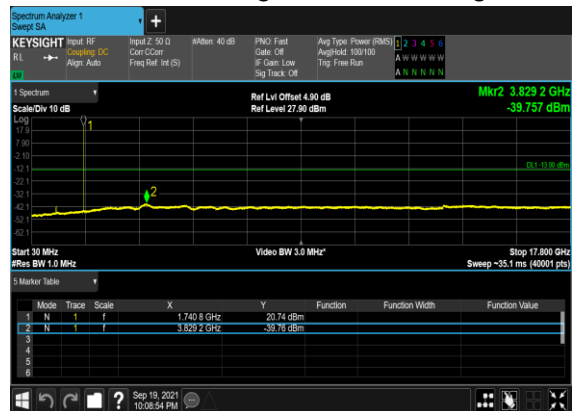 Spectrum Analyzer 1
Swept SA
+
KEYSIGHT Input: RF Input Z: 50 Ω #Atten: 40 dB PNO: Fast Avg Type: Power (RMS) 1 2 3 4 5 6
RL Coupling: DC Corr CCorr Gate: Off Avg|Hold: 100/100 A W W W W W
Align: Auto Freq Ref: Int (S) IF Gain: Low Trig: Free Run
LW Sig Track: Off A N N N N N
1 Spectrum Ref Lvl Offset 4.90 dB Mkr2 3.829 2 GHz
Scale/Div 10 dB Ref Level 27.90 dBm -39.757 dBm
Log
17.9 1
7.90
-2.10
-12.1 DL1 -13.00 dBm
-22.1
-32.1 2
-42.1
-52.1
-62.1
Start 30 MHz Video BW 3.0 MHz* Stop 17.800 GHz
#Res BW 1.0 MHz Sweep ~35.1 ms (40001 pts)
5 Marker Table
Mode Trace Scale X Y Function Function Width Function Value
1 N 1 f 1.740 8 GHz 20.74 dBm
2 N 1 f 3.829 2 GHz -39.76 dBm
3
4
5
6
? Sep 19, 2021
10:08:54 PM